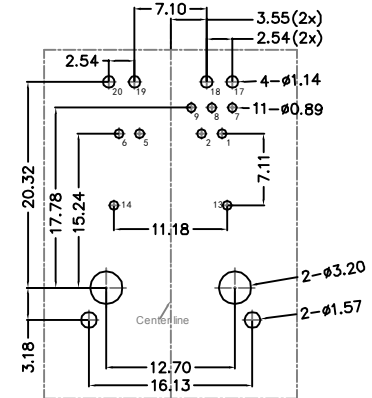 7.10
3.55(2x)
2.54(2x)
2.54
20 19 18 17
4-ø1.14
9 8 7
11-ø0.89
6 5 2 1
20.32
17.78
15.24
7.11
14 13
11.18
2-ø3.20
2-ø1.57
Centerline
3.18
12.70
16.13